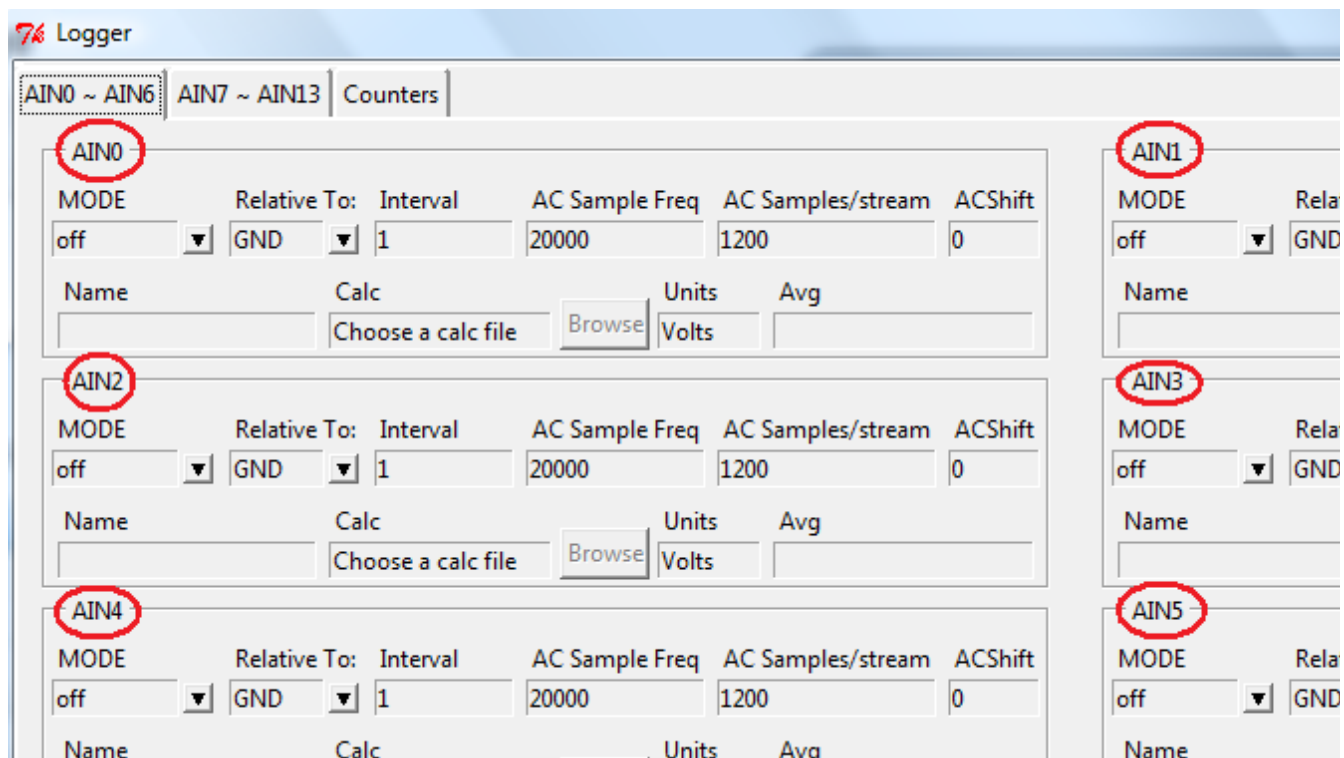 Logger
AIN0 ~ AIN6 AIN7 ~ AIN13 Counters
AIN0 AIN1
MODE Relative To: Interval AC Sample Freq AC Samples/stream ACShift MODE Rela
off GND 1 20000 1200 0 off GND
Name Calc Units Avg Name
Choose a calc file Browse Volts
AIN2 AIN3
MODE Relative To: Interval AC Sample Freq AC Samples/stream ACShift MODE Rela
off GND 1 20000 1200 0 off GND
Name Calc Units Avg Name
Choose a calc file Browse Volts
AIN4 AIN5
MODE Relative To: Interval AC Sample Freq AC Samples/stream ACShift MODE Rela
off GND 1 20000 1200 0 off GND
Name Calc Units Avg Name